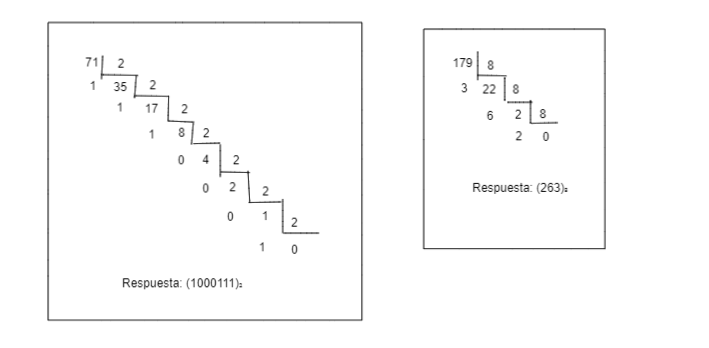 71 2
1 35 2
1 17 2
1 8 2
0 4 2
0 2 2
0 1 2
1 0
Respuesta: (1000111)₂
179 8
3 22 8
6 2 8
2 0
Respuesta: (263)₂